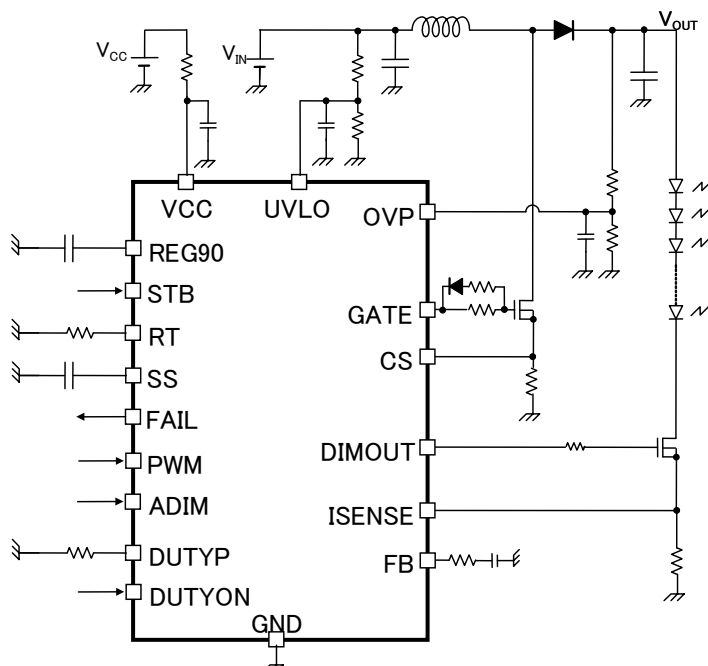 VCC
VIN
VOUT
VCC
UVLO
OVP
REG90
STB
GATE
RT
CS
SS
FAIL
DIMOUT
PWM
ADIM
ISENSE
DUTYP
FB
DUTYON
GND